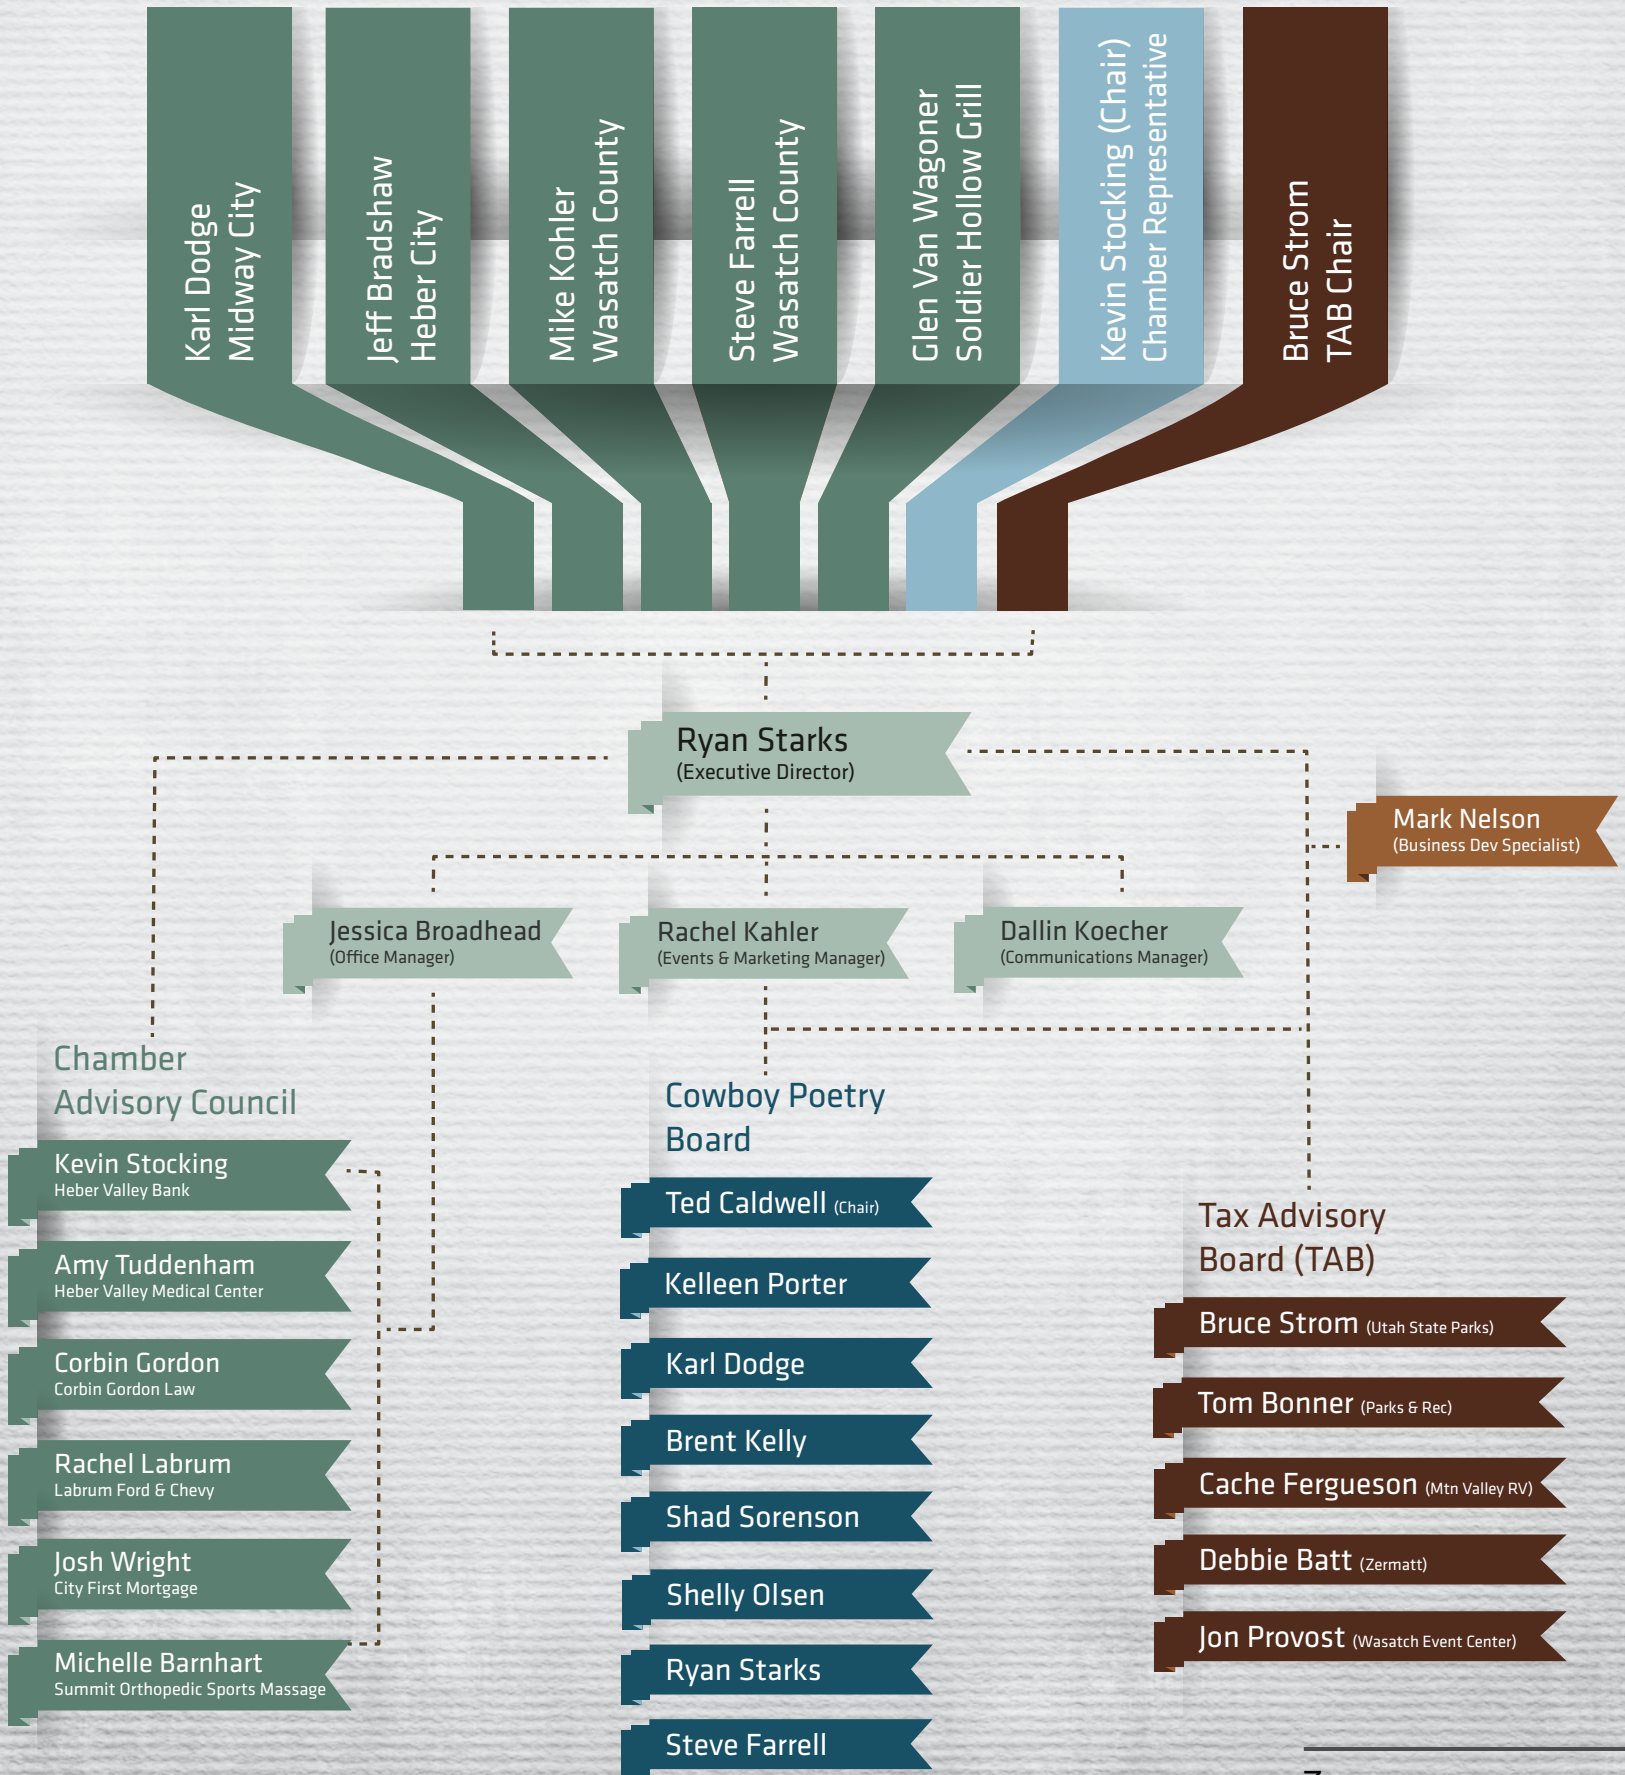 Karl Dodge
Midway City
Jeff Bradshaw
Heber City
Mike Kohler
Wasatch County
Steve Farrell
Wasatch County
Glen Van Wagoner
Soldier Hollow Grill
Kevin Stocking (Chair)
Chamber Representative
Bruce Strom
TAB Chair
Ryan Starks
(Executive Director)
Mark Nelson
(Business Dev Specialist)
Jessica Broadhead
(Office Manager)
Rachel Kahler
(Events & Marketing Manager)
Dallin Koecher
(Communications Manager)
Chamber
Advisory Council
Kevin Stocking
Heber Valley Bank
Amy Tuddenham
Heber Valley Medical Center
Corbin Gordon
Corbin Gordon Law
Rachel Labrum
Labrum Ford & Chevy
Josh Wright
City First Mortgage
Michelle Barnhart
Summit Orthopedic Sports Massage
Cowboy Poetry
Board
Ted Caldwell (Chair)
Kelleen Porter
Karl Dodge
Brent Kelly
Shad Sorenson
Shelly Olsen
Ryan Starks
Steve Farrell
Tax Advisory
Board (TAB)
Bruce Strom (Utah State Parks)
Tom Bonner (Parks & Rec)
Cache Fergueson (Mtn Valley RV)
Debbie Batt (Zermatt)
Jon Provost (Wasatch Event Center)